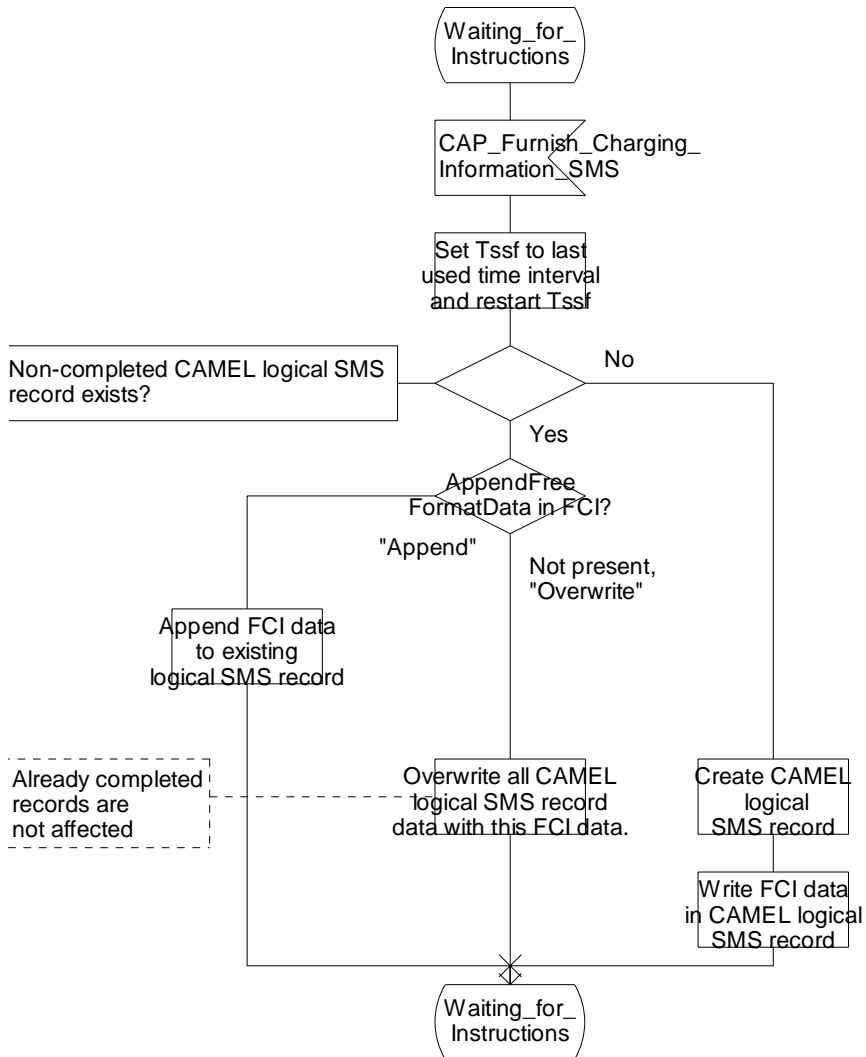 Waiting_for_
Instructions
CAP_Furnish_Charging_
Information_SMS
Set Tssf to last
used time interval
and restart Tssf
Non-completed CAMEL logical SMS
record exists?
No
Yes
AppendFree
FormatData in FCI?
"Append"
Not present,
"Overwrite"
Append FCI data
to existing
logical SMS record
Already completed
records are
not affected
Overwrite all CAMEL
logical SMS record
data with this FCI data.
Create CAMEL
logical
SMS record
Write FCI data
in CAMEL logical
SMS record
Waiting_for_
Instructions